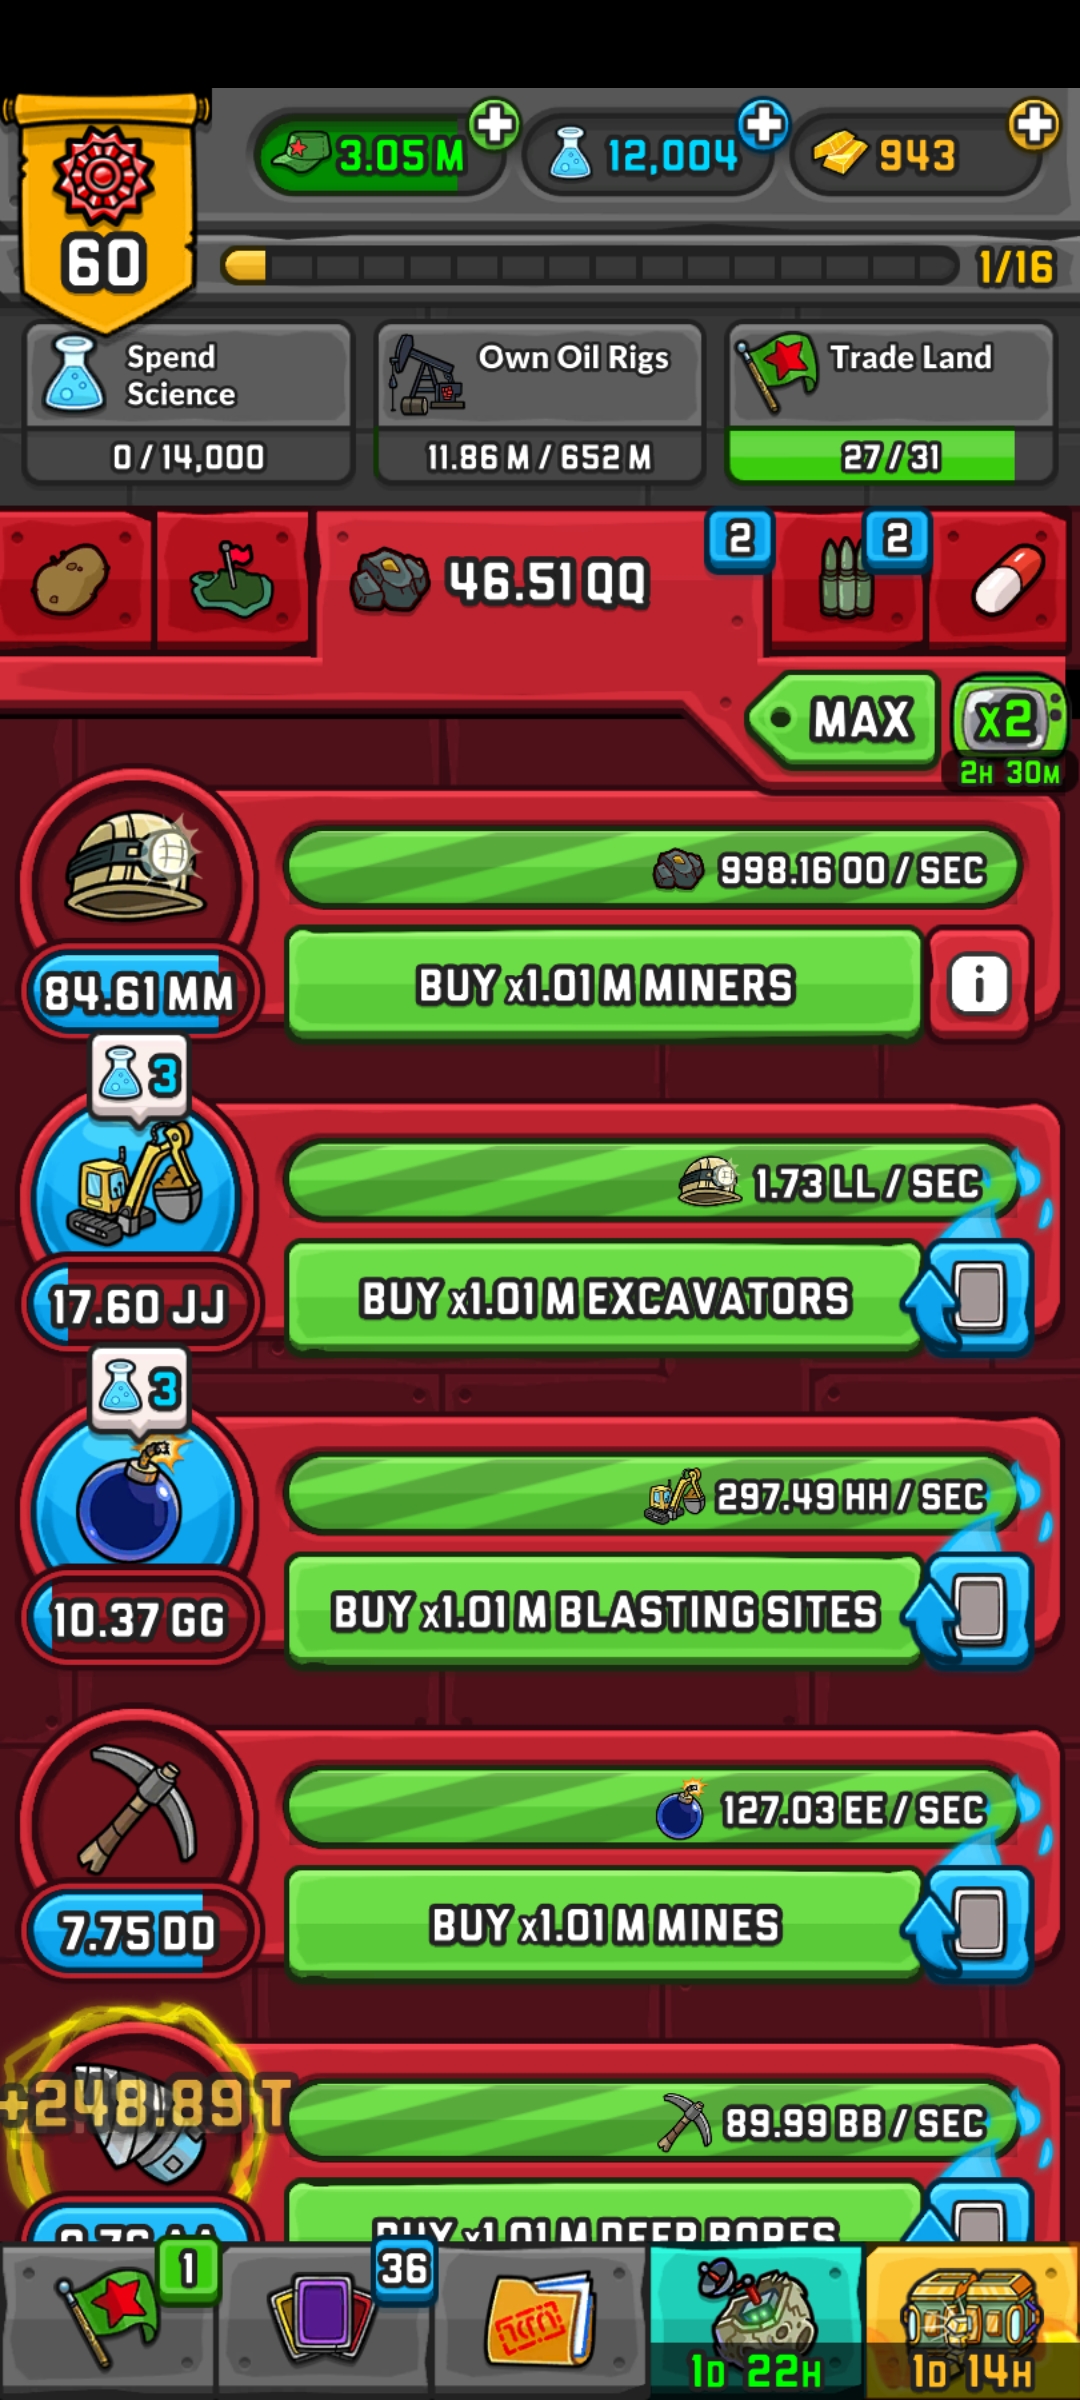 60
3.05 M
12,004
943
1/16
Spend
Science
0 / 14,000
Own Oil Rigs
11.86 M / 652 M
Trade Land
27 / 31
46.51 QQ
2
2
MAX
x2
2H 30M
998.16 OO / SEC
84.61 MM
BUY x1.01 M MINERS
i
3
1.73 LL / SEC
17.60 JJ
BUY x1.01 M EXCAVATORS
3
297.49 HH / SEC
10.37 GG
BUY x1.01 M BLASTING SITES
127.03 EE / SEC
7.75 DD
BUY x1.01 M MINES
+248.89 T
89.99 BB / SEC
BUY x1.01 M DEEP BORES
1
36
1D 22H
1D 14H